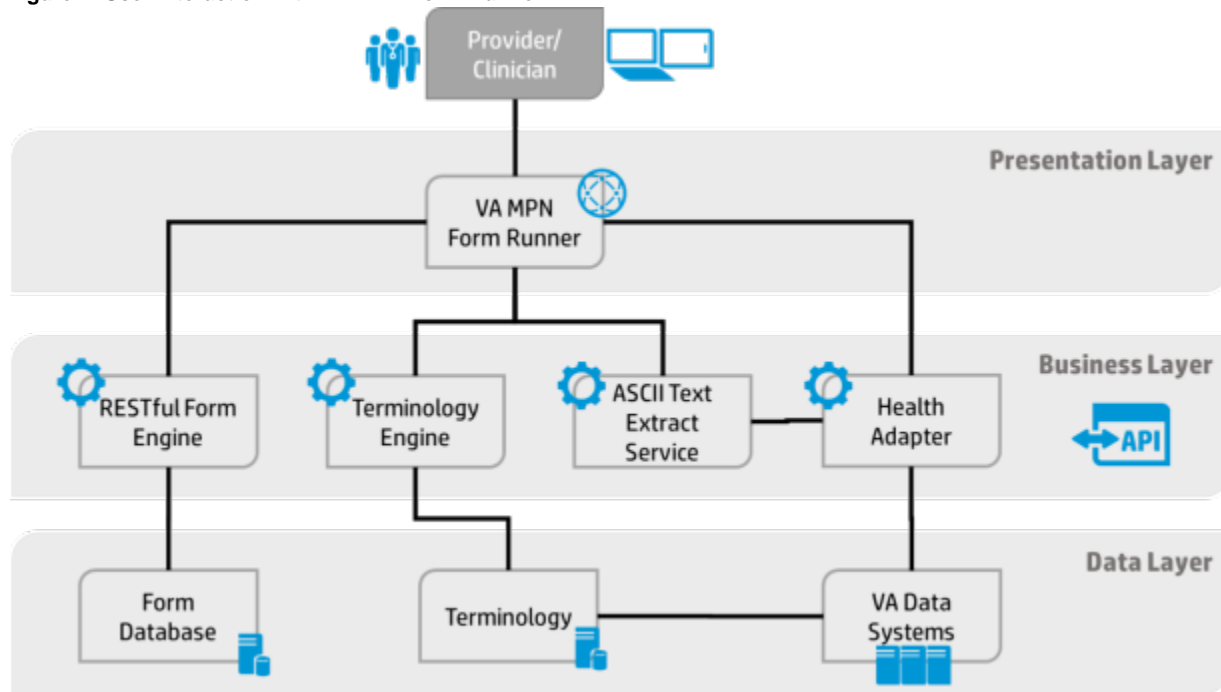 Provider/
Clinician
Presentation Layer
VA MPN
Form Runner
Business Layer
RESTful Form
Engine
Terminology
Engine
ASCII Text
Extract
Service
Health
Adapter
API
Data Layer
Form
Database
Terminology
VA Data
Systems